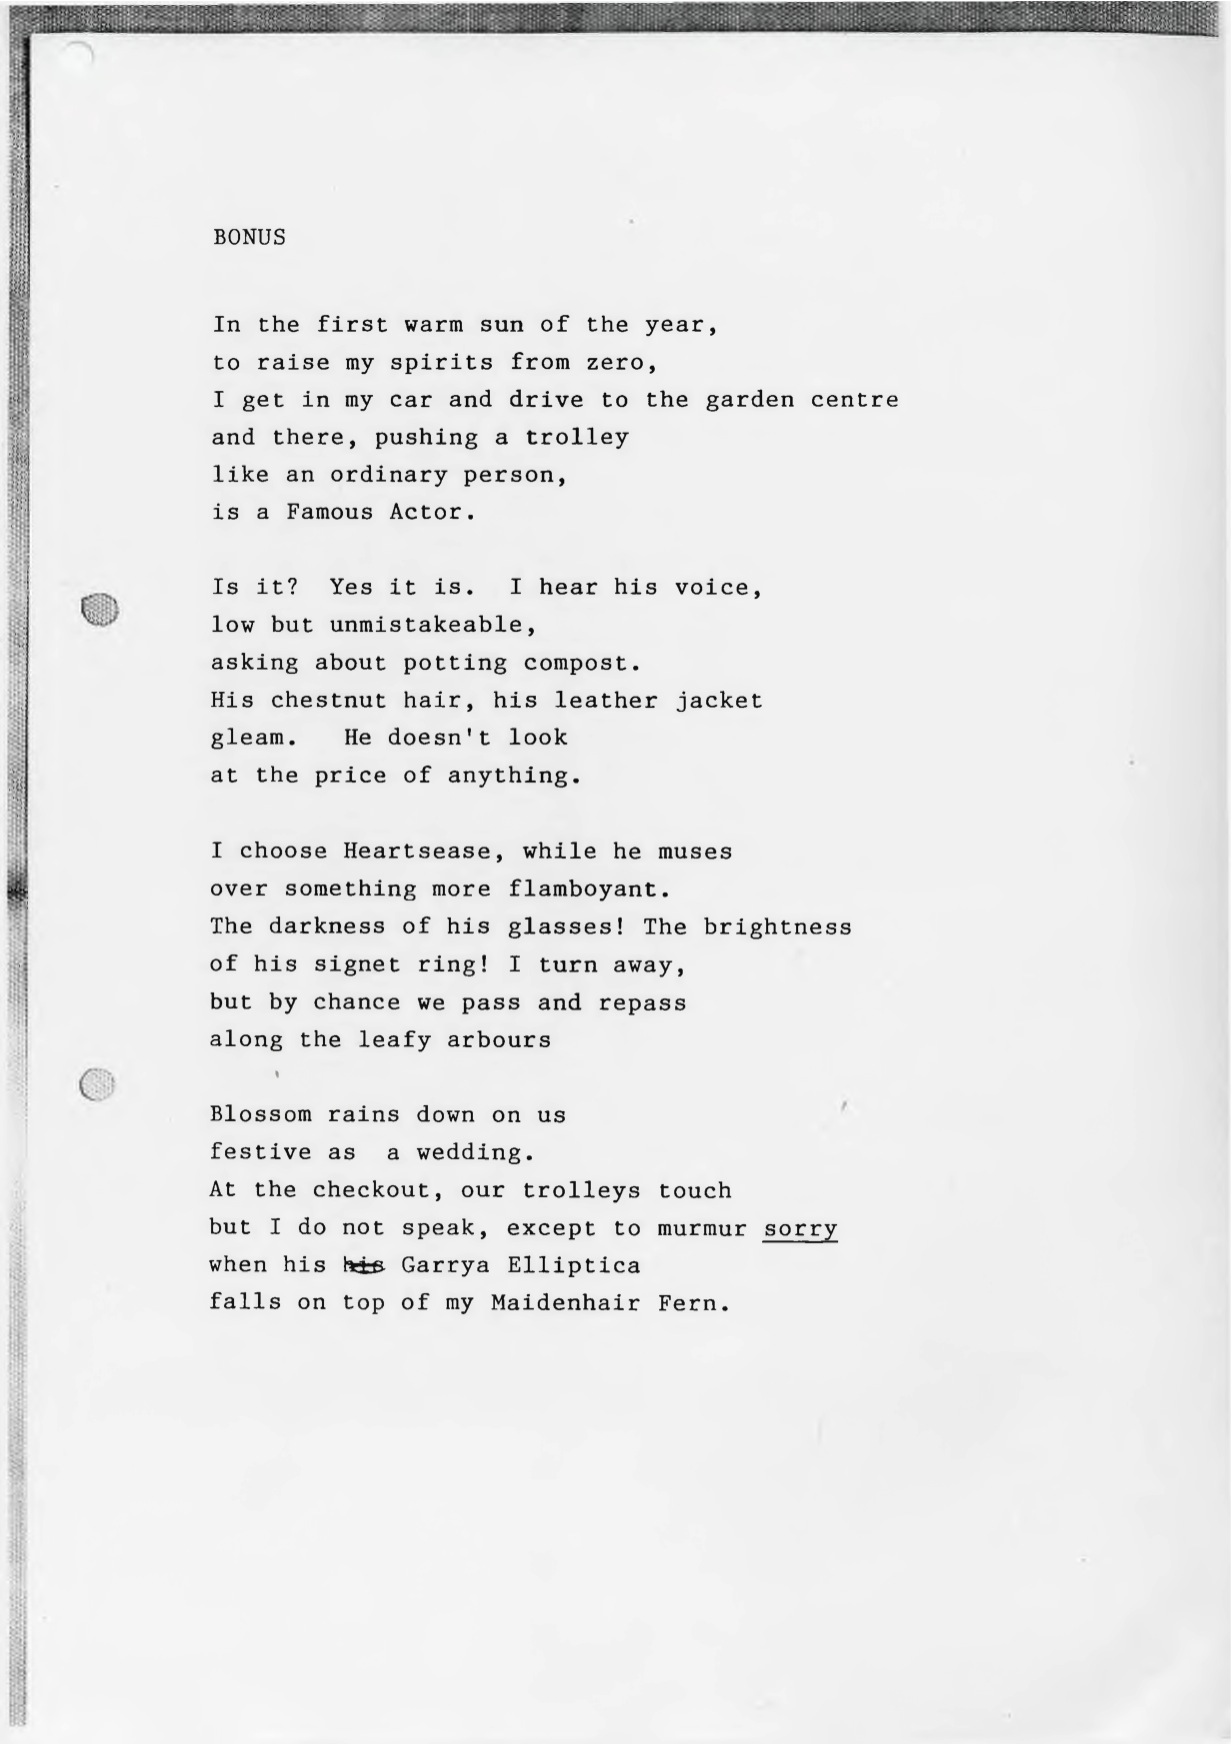 BONUS
In the first warm sun of the year,
to raise my spirits from zero,
I get in my car and drive to the garden centre
and there, pushing a trolley
like an ordinary person,
is a Famous Actor.
Is it?  Yes it is.  I hear his voice,
low but unmistakeable,
asking about potting compost.
His chestnut hair, his leather jacket
gleam.   He doesn't look
at the price of anything.
I choose Heartsease, while he muses
over something more flamboyant.
The darkness of his glasses! The brightness
of his signet ring! I turn away,
but by chance we pass and repass
along the leafy arbours
Blossom rains down on us
festive as  a wedding.
At the checkout, our trolleys touch
but I do not speak, except to murmur sorry
when his his Garrya Elliptica
falls on top of my Maidenhair Fern.